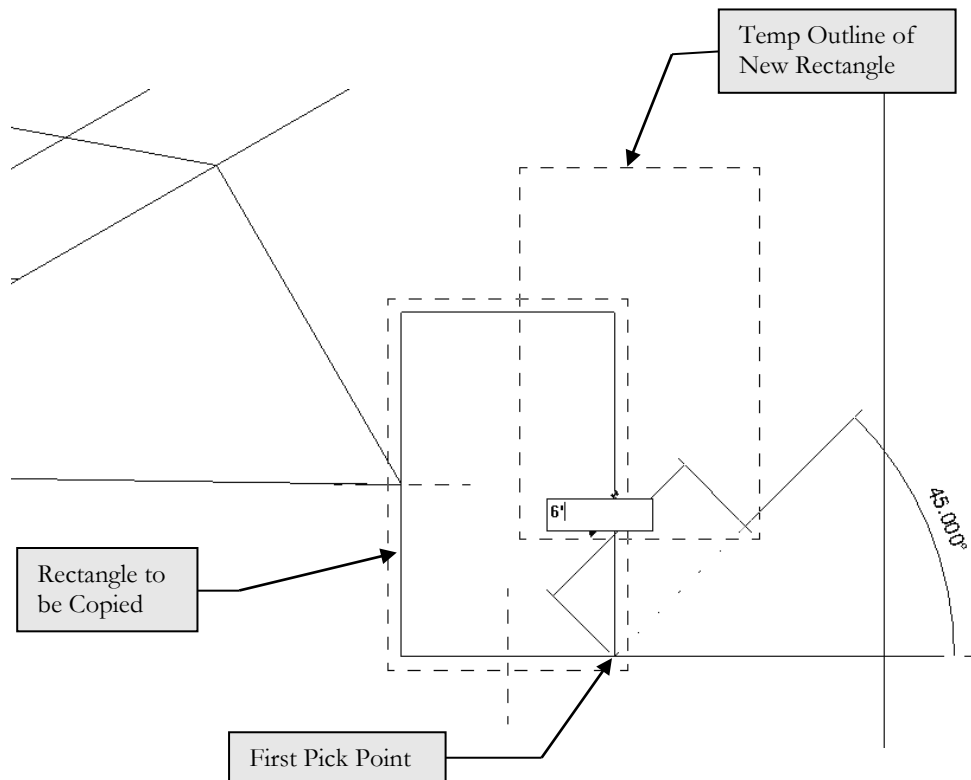 Temp Outline of
New Rectangle
6'
45.000°
Rectangle to
be Copied
First Pick Point